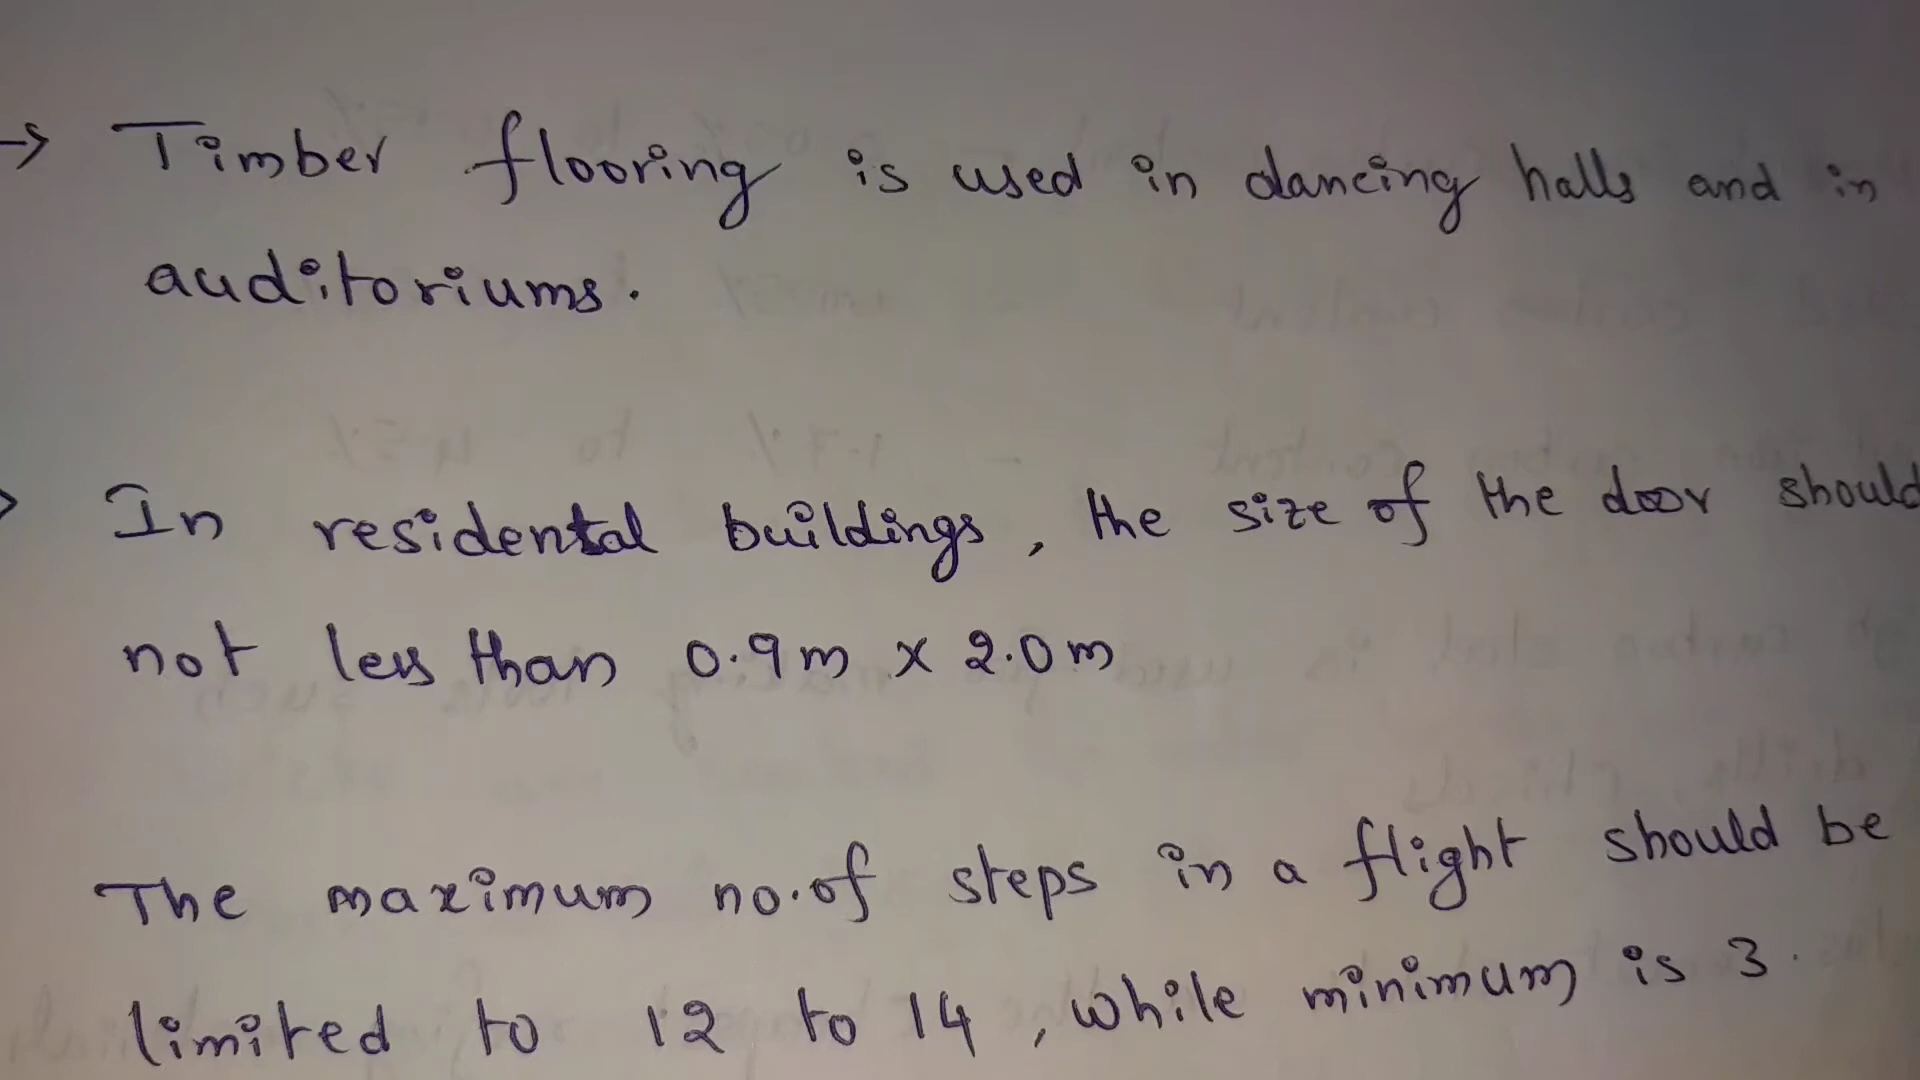 → Timber flooring is used in dancing halls and in
auditoriums.
> In residental buildings, the size of the door should
not less than 0.9m x 2.0m
The maximum no. of steps in a flight should be
limited to 12 to 14, while minimum is 3.